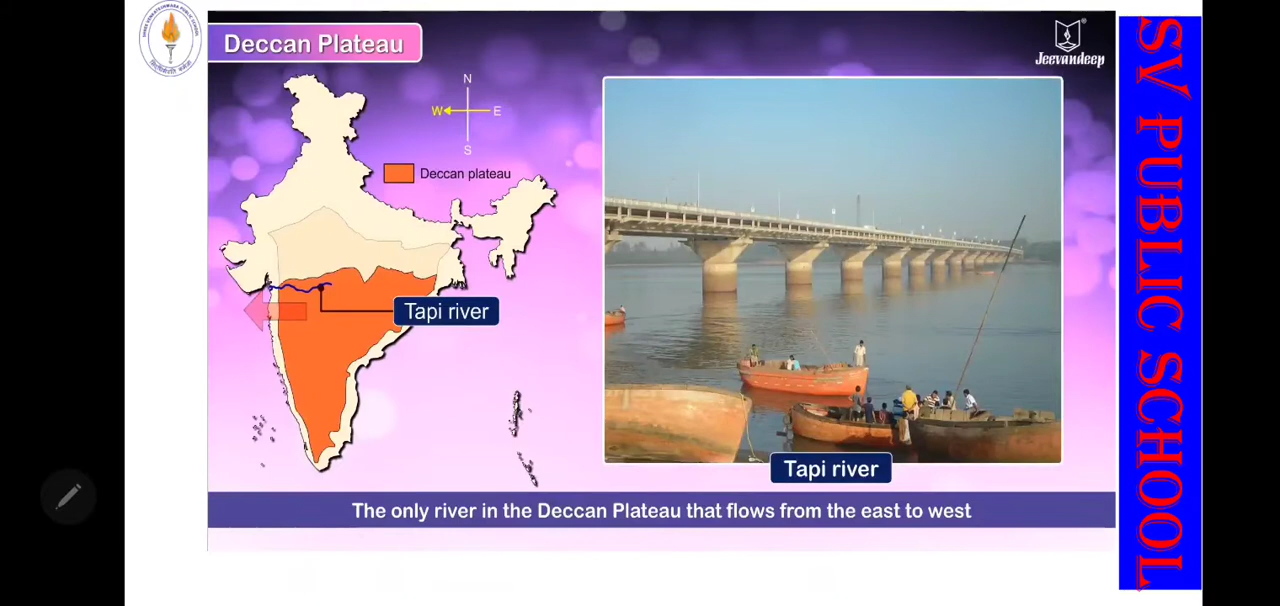 Deccan Plateau
Jeevandeep
N
W
E
S
Deccan plateau
Tapi river
Tapi river
The only river in the Deccan Plateau that flows from the east to west
SV PUBLIC SCHOOL